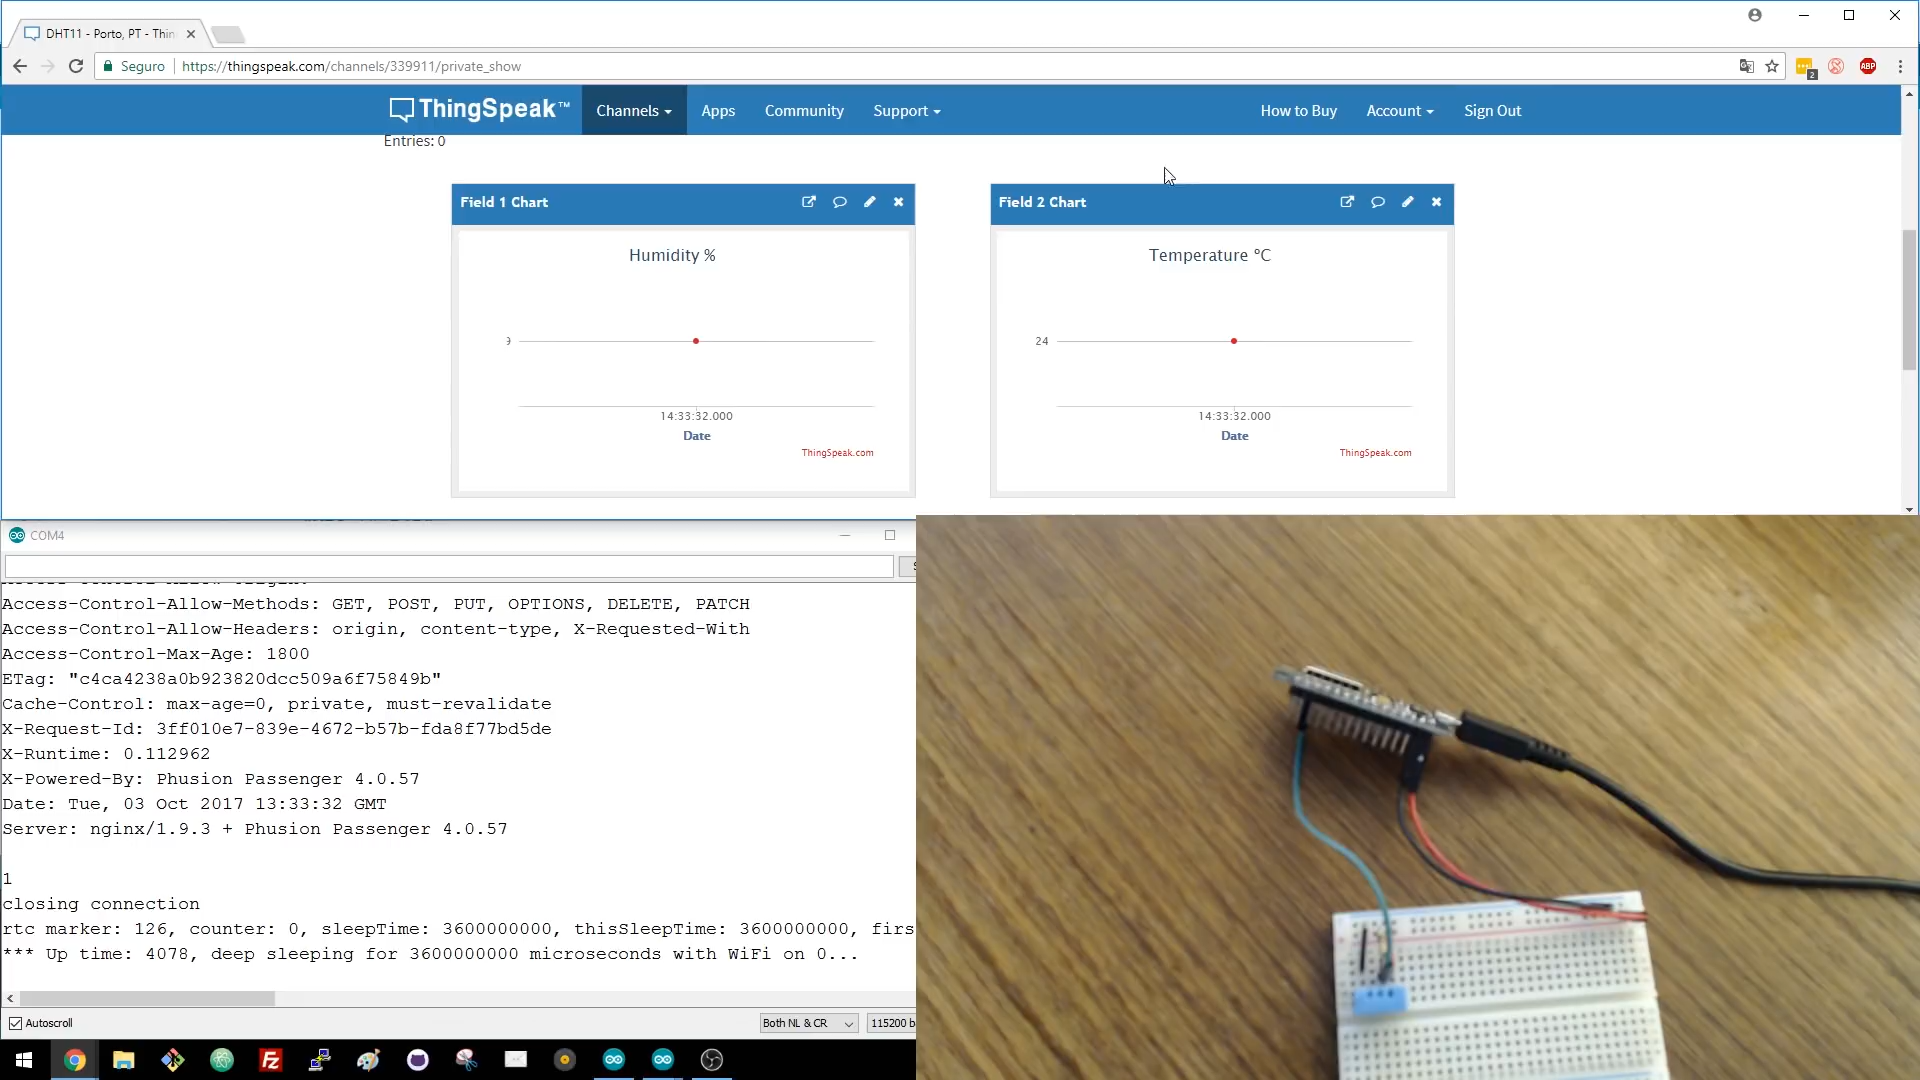 DHT11 - Porto, PT - Thin
Seguro
https://thingspeak.com/channels/339911/private_show
2
ABP
ThingSpeak™
Channels
Apps
Community
Support
How to Buy
Account
Sign Out
Entries: 0
Field 1 Chart
Field 2 Chart
Humidity %
9
14:33:32.000
Date
ThingSpeak.com
Temperature ºC
24
14:33:32.000
Date
ThingSpeak.com
COM4
Access-Control-Allow-Methods: GET, POST, PUT, OPTIONS, DELETE, PATCH
Access-Control-Allow-Headers: origin, content-type, X-Requested-With
Access-Control-Max-Age: 1800
ETag: "c4ca4238a0b923820dcc509a6f75849b"
Cache-Control: max-age=0, private, must-revalidate
X-Request-Id: 3ff010e7-839e-4672-b57b-fda8f77bd5de
X-Runtime: 0.112962
X-Powered-By: Phusion Passenger 4.0.57
Date: Tue, 03 Oct 2017 13:33:32 GMT
Server: nginx/1.9.3 + Phusion Passenger 4.0.57
1
closing connection
rtc marker: 126, counter: 0, sleepTime: 3600000000, thisSleepTime: 3600000000, firs
*** Up time: 4078, deep sleeping for 3600000000 microseconds with WiFi on 0...
Autoscroll
Both NL & CR
115200 b
Fz